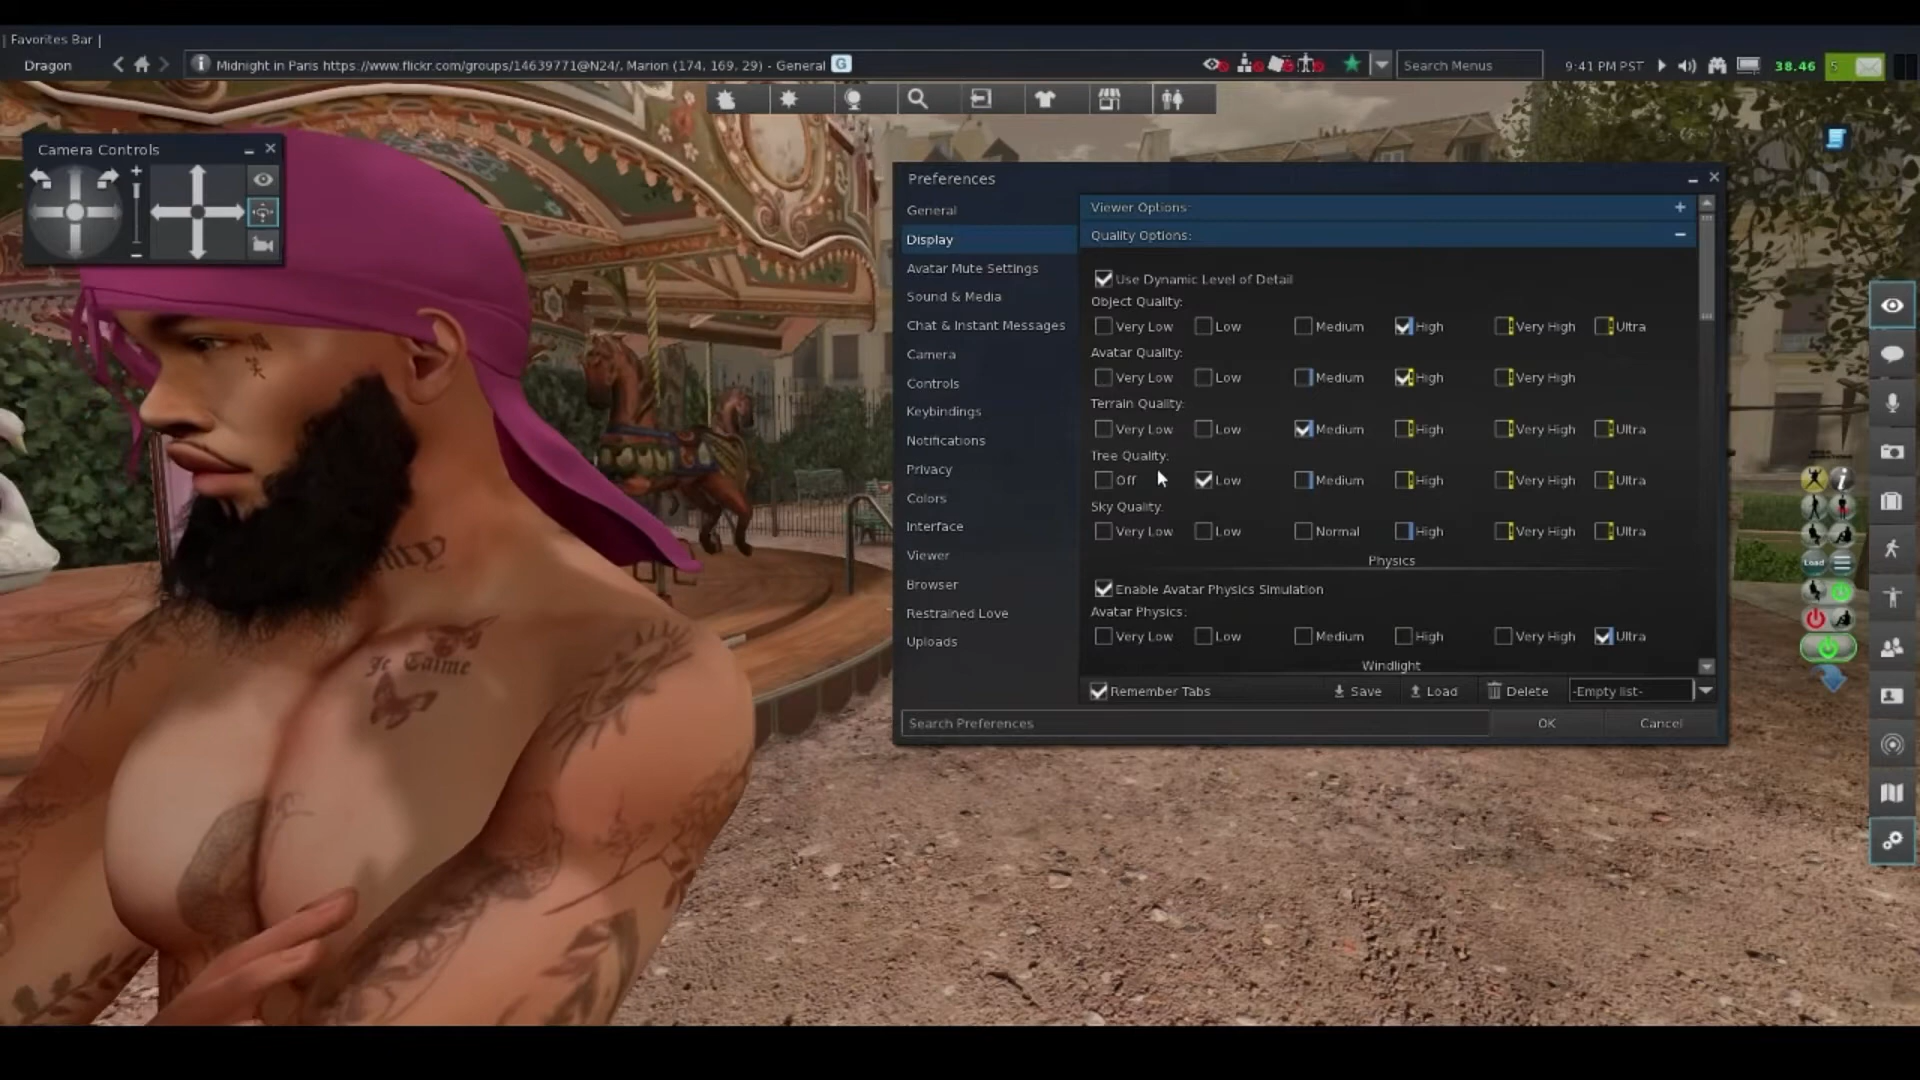 | Favorites Bar |
Dragon
Midnight in Paris https://www.flickr.com/groups/14639771@N24/, Marion (174, 169, 29) - General G
Search Menus
9:41 PM PST
38.46
5
Camera Controls
Preferences
General
Display
Avatar Mute Settings
Sound & Media
Chat & Instant Messages
Camera
Controls
Keybindings
Notifications
Privacy
Colors
Interface
Viewer
Browser
Restrained Love
Uploads
Viewer Options:
Quality Options:
Use Dynamic Level of Detail
Object Quality:
Very Low Low Medium High Very High Ultra
Avatar Quality:
Very Low Low Medium High Very High
Terrain Quality:
Very Low Low Medium High Very High Ultra
Tree Quality:
Off Low Medium High Very High Ultra
Sky Quality:
Very Low Low Normal High Very High Ultra
Physics
Enable Avatar Physics Simulation
Avatar Physics:
Very Low Low Medium High Very High Ultra
Windlight
Remember Tabs Save Load Delete -Empty list-
Search Preferences OK Cancel
Load
Je T'aime